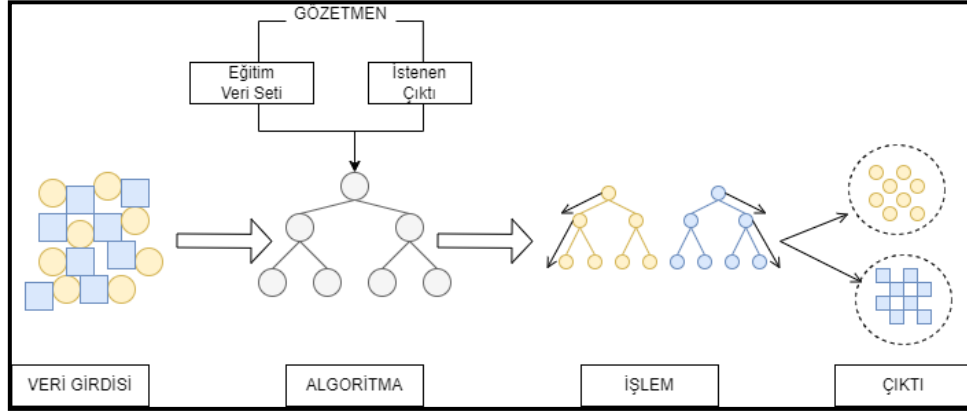 GÖZETMEN
Eğitim
Veri Seti
İstenen
Çıktı
VERİ GİRDİSİ
ALGORİTMA
İŞLEM
ÇIKTI